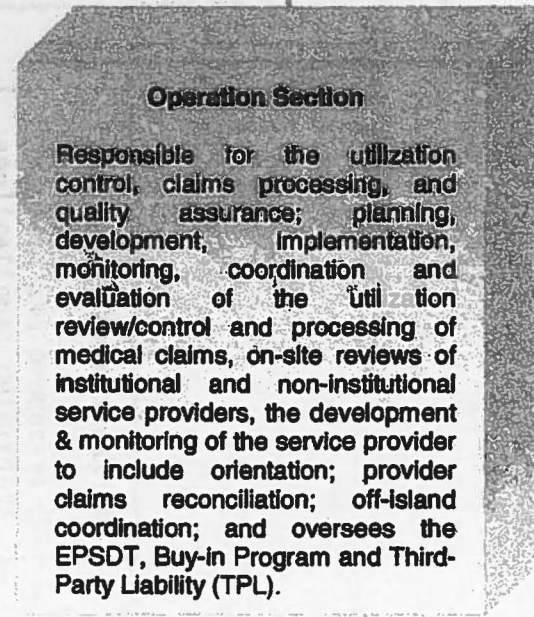 Operation Section
Responsible for the utilization
control, claims processing, and
quality assurance; planning,
development, implementation,
monitoring, coordination and
evaluation of the util tion
review/control and processing of
medical claims, on-site reviews of
institutional and non-institutional
service providers, the development
& monitoring of the service provider
to include orientation; provider
claims reconciliation; off-island
coordination; and oversees the
EPSDT, Buy-in Program and Third-
Party Liability (TPL).